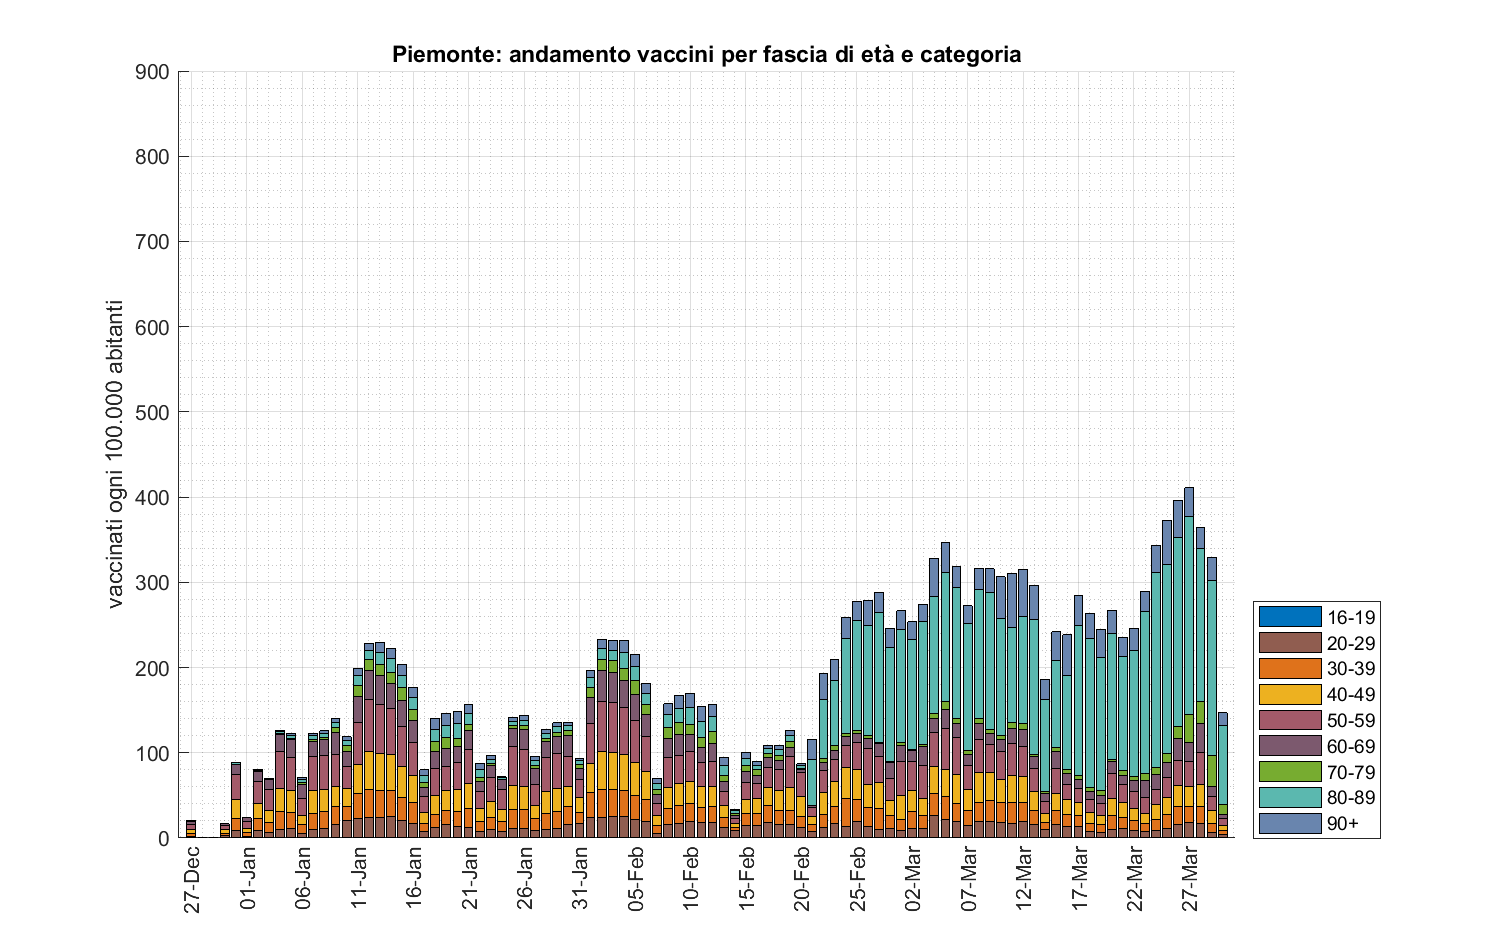 Piemonte: andamento vaccini per fascia di età e categoria
vaccinati ogni 100.000 abitanti
900
800
700
600
500
400
300
200
100
0
27-Dec
01-Jan
06-Jan
11-Jan
16-Jan
21-Jan
26-Jan
31-Jan
05-Feb
10-Feb
15-Feb
20-Feb
25-Feb
02-Mar
07-Mar
12-Mar
17-Mar
22-Mar
27-Mar
16-19
20-29
30-39
40-49
50-59
60-69
70-79
80-89
90+